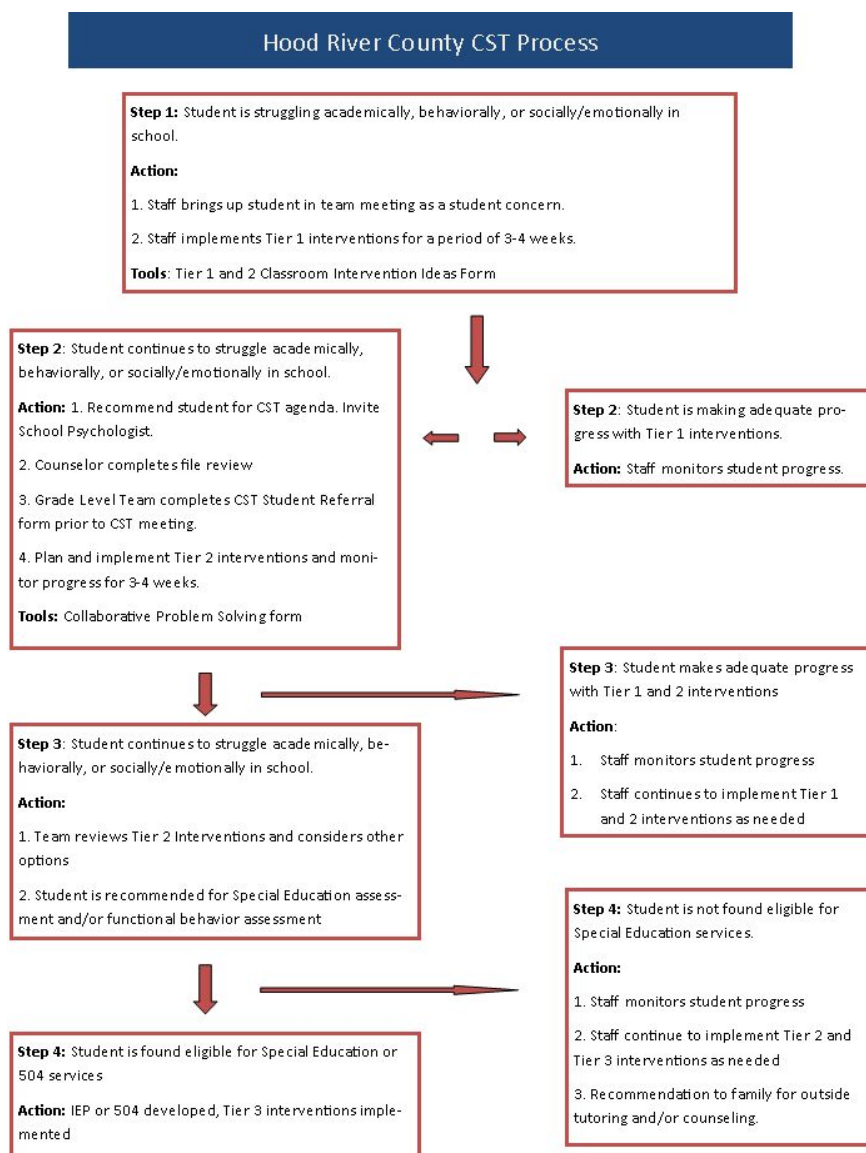 Hood River County CST Process
Step 1: Student is struggling academically, behaviorally, or socially/emotionally in
school.
Action:
1. Staff brings up student in team meeting as a student concern.
2. Staff implements Tier 1 interventions for a period of 3-4 weeks.
Tools: Tier 1 and 2 Classroom Intervention Ideas Form
Step 2: Student continues to struggle academically,
behaviorally, or socially/emotionally in school.
Action: 1. Recommend student for CST agenda. Invite
School Psychologist.
2. Counselor completes file review
3. Grade Level Team completes CST Student Referral
form prior to CST meeting.
4. Plan and implement Tier 2 interventions and moni-
tor progress for 3-4 weeks.
Tools: Collaborative Problem Solving form
Step 2: Student is making adequate pro-
gress with Tier 1 interventions.
Action: Staff monitors student progress.
Step 3: Student continues to struggle academically, be-
haviorally, or socially/emotionally in school.
Action:
1. Team reviews Tier 2 Interventions and considers other
options
2. Student is recommended for Special Education assess-
ment and/or functional behavior assessment
Step 3: Student makes adequate progress
with Tier 1 and 2 interventions
Action:
1. Staff monitors student progress
2. Staff continues to implement Tier 1
and 2 interventions as needed
Step 4: Student is found eligible for Special Education or
504 services
Action: IEP or 504 developed, Tier 3 interventions imple-
mented
Step 4: Student is not found eligible for
Special Education services.
Action:
1. Staff monitors student progress
2. Staff continue to implement Tier 2 and
Tier 3 interventions as needed
3. Recommendation to family for outside
tutoring and/or counseling.